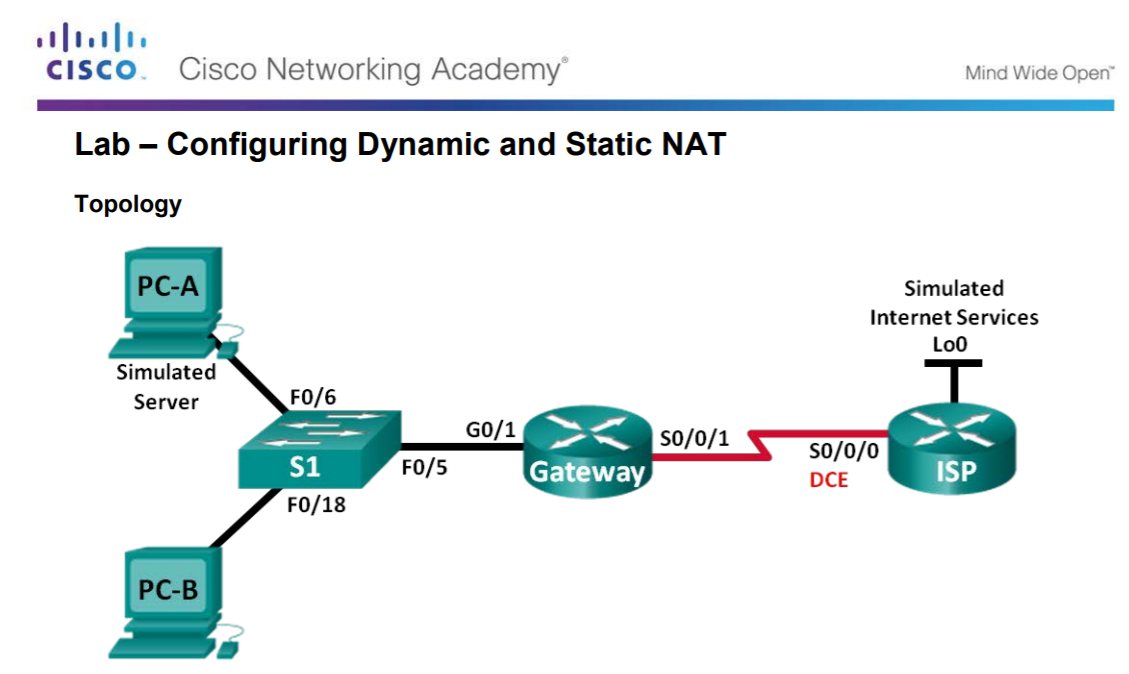 CISCO. Cisco Networking Academy® Mind Wide Open™
Lab – Configuring Dynamic and Static NAT
Topology
PC-A
Simulated
Server
F0/6
S1
F0/5
F0/18
PC-B
G0/1
Gateway
S0/0/1
Simulated
Internet Services
Lo0
S0/0/0
DCE
ISP